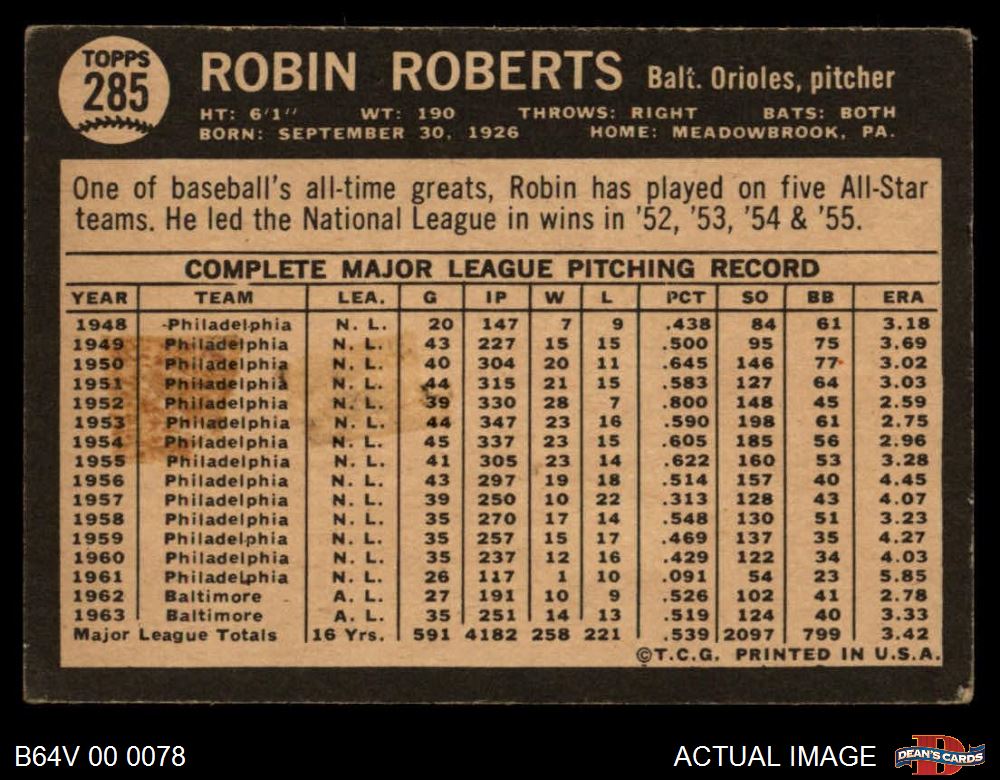 TOPPS
285
ROBIN ROBERTS Balt. Orioles, pitcher
HT: 6'1" WT: 190 THROWS: RIGHT BATS: BOTH
BORN: SEPTEMBER 30, 1926 HOME: MEADOWBROOK, PA.
One of baseball's all-time greats, Robin has played on five All-Star
teams. He led the National League in wins in '52, '53, '54 & '55.
COMPLETE MAJOR LEAGUE PITCHING RECORD
YEAR TEAM LEA. G IP W L PCT SO BB ERA
1948 Philadelphia N. L. 20 147 7 9 .438 84 61 3.18
1949 Philadelphia N. L. 43 227 15 15 .500 95 75 3.69
1950 Philadelphia N. L. 40 304 20 11 .645 146 77 3.02
1951 Philadelphia N. L. 44 315 21 15 .583 127 64 3.03
1952 Philadelphia N. L. 39 330 28 7 .800 148 45 2.59
1953 Philadelphia N. L. 44 347 23 16 .590 198 61 2.75
1954 Philadelphia N. L. 45 337 23 15 .605 185 56 2.96
1955 Philadelphia N. L. 41 305 23 14 .622 160 53 3.28
1956 Philadelphia N. L. 43 297 19 18 .514 157 40 4.45
1957 Philadelphia N. L. 39 250 10 22 .313 128 43 4.07
1958 Philadelphia N. L. 35 270 17 14 .548 130 51 3.23
1959 Philadelphia N. L. 35 257 15 17 .469 137 35 4.27
1960 Philadelphia N. L. 35 237 12 16 .429 122 34 4.03
1961 Philadelphia N. L. 26 117 1 10 .091 54 23 5.85
1962 Baltimore A. L. 27 191 10 9 .526 102 41 2.78
1963 Baltimore A. L. 35 251 14 13 .519 124 40 3.33
Major League Totals 16 Yrs. 591 4182 258 221 .539 2097 799 3.42
©T.C.G. PRINTED IN U.S.A.
B64V 00 0078 ACTUAL IMAGE DEAN'S CARDS